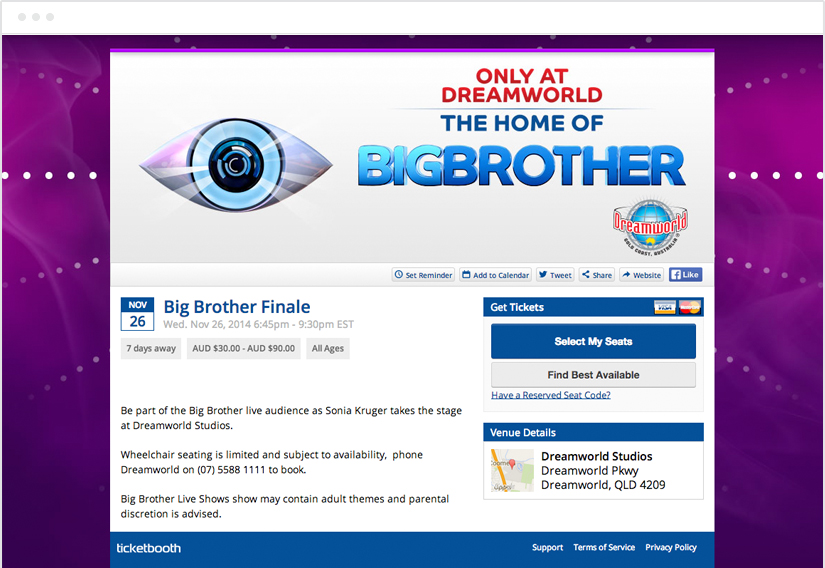 ONLY AT
DREAMWORLD
THE HOME OF
BIGBROTHER
Dreamworld
GOLD COAST, AUSTRALIA
Set Reminder
Add to Calendar
Tweet
Share
Website
Like
NOV
26
Big Brother Finale
Wed. Nov 26, 2014 6:45pm - 9:30pm EST
7 days away
AUD $30.00 - AUD $90.00
All Ages
Be part of the Big Brother live audience as Sonia Kruger takes the stage
at Dreamworld Studios.
Wheelchair seating is limited and subject to availability, phone
Dreamworld on (07) 5588 1111 to book.
Big Brother Live Shows show may contain adult themes and parental
discretion is advised.
Get Tickets
VISA
MasterCard
Select My Seats
Find Best Available
Have a Reserved Seat Code?
Venue Details
Google
Dreamworld Studios
Dreamworld Pkwy
Dreamworld, QLD 4209
ticketbooth
Support
Terms of Service
Privacy Policy